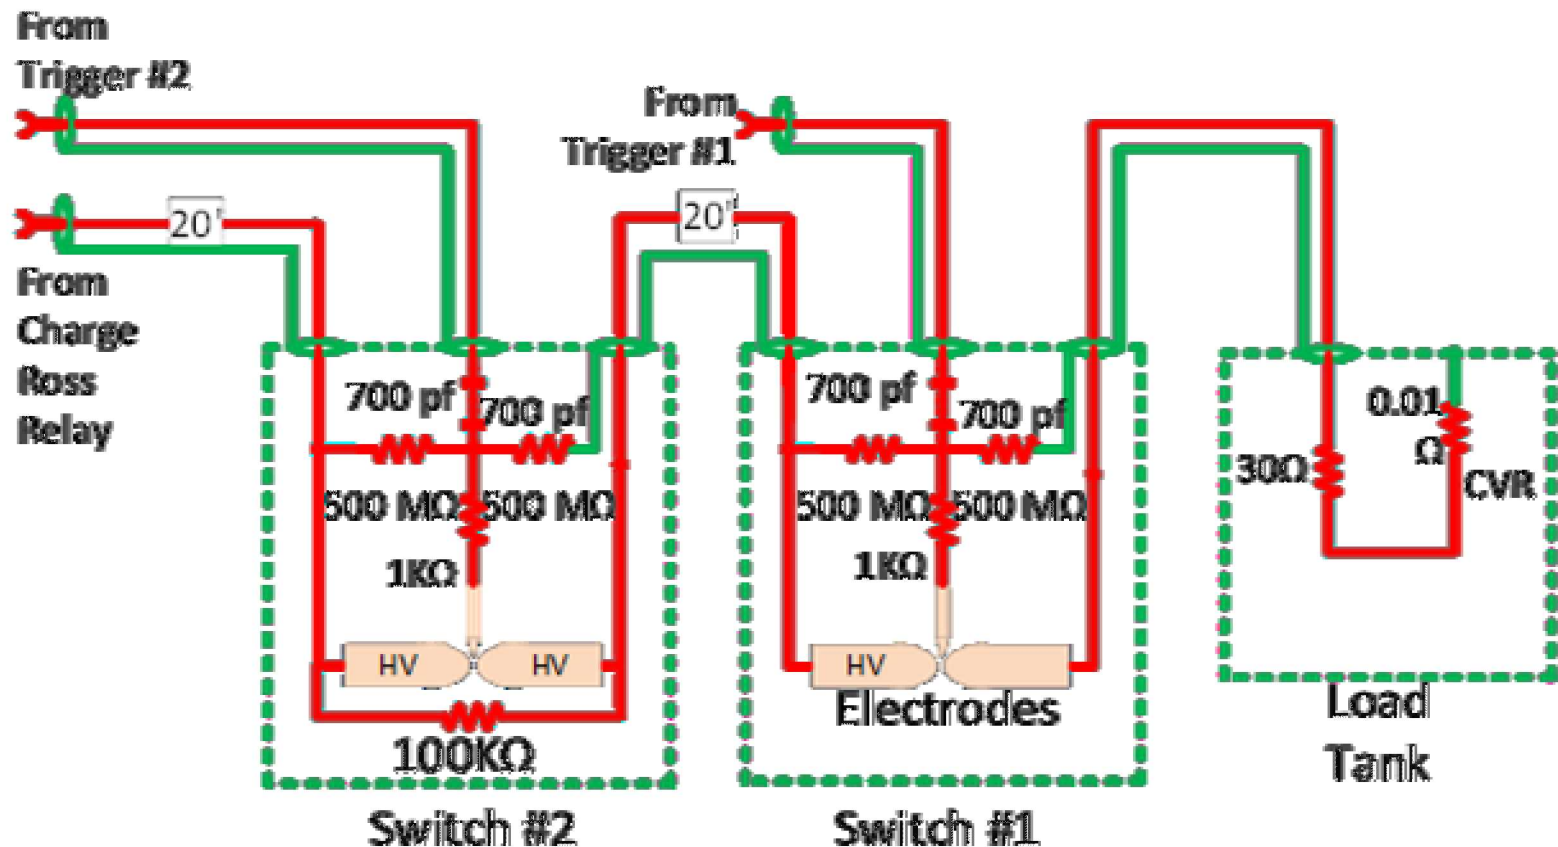 From
Trigger #2
From
Trigger #1
20'
20'
From
Charge
Ross
Relay
700 pf
700 pf
500 MΩ
500 MΩ
1KΩ
HV
HV
100KΩ
Switch #2
700 pf
700 pf
500 MΩ
500 MΩ
1KΩ
HV
Electrodes
Switch #1
0.01
Ω
30Ω
CVR
Load
Tank